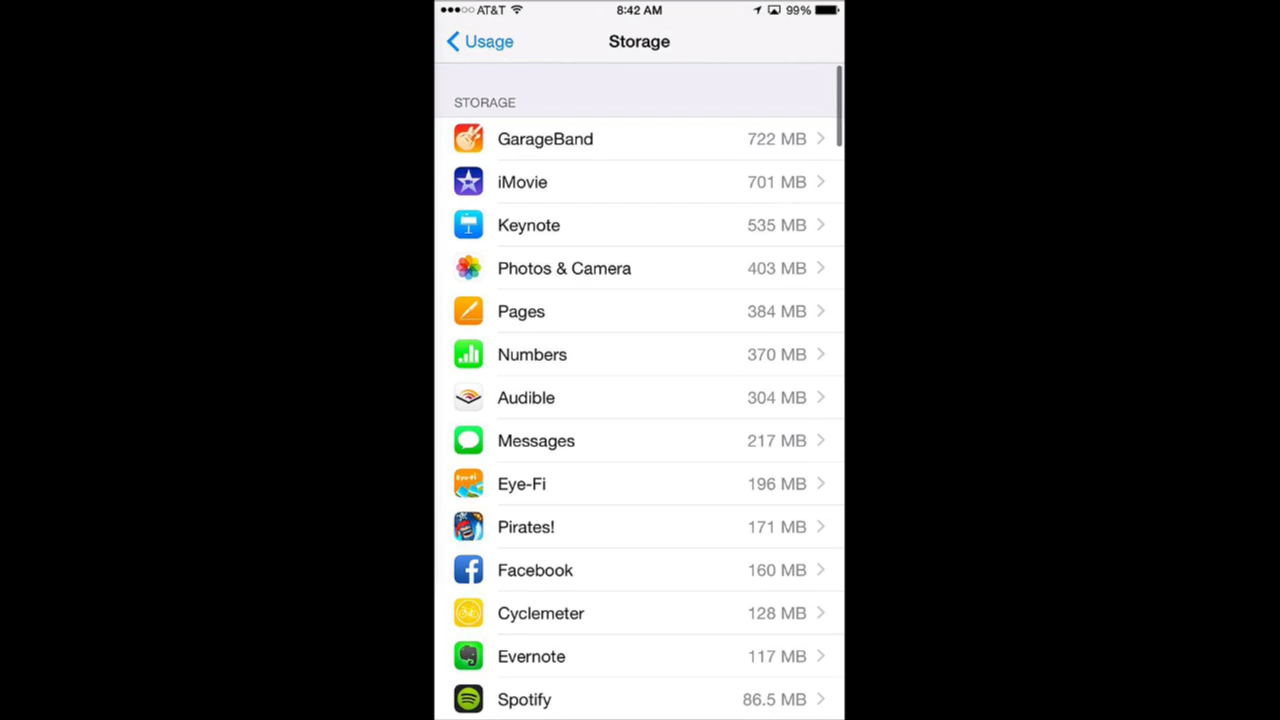 AT&T 8:42 AM 99%
Usage Storage
STORAGE
GarageBand 722 MB
iMovie 701 MB
Keynote 535 MB
Photos & Camera 403 MB
Pages 384 MB
Numbers 370 MB
Audible 304 MB
Messages 217 MB
Eye-Fi
Eye-Fi 196 MB
Pirates! 171 MB
Facebook 160 MB
Cyclemeter 128 MB
Evernote 117 MB
Spotify 86.5 MB